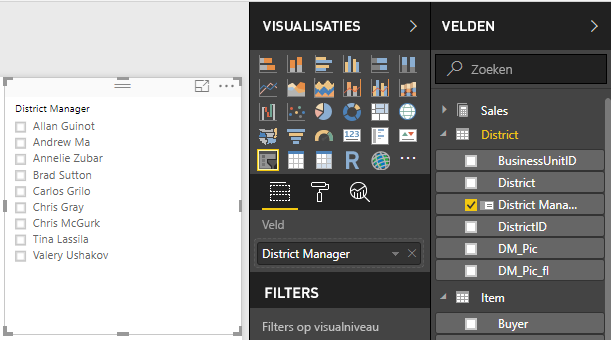 District Manager
Allan Guinot
Andrew Ma
Annelie Zubar
Brad Sutton
Carlos Grilo
Chris Gray
Chris McGurk
Tina Lassila
Valery Ushakov
VISUALISATIES
123
R
Veld
District Manager
FILTERS
Filters op visualniveau
VELDEN
Zoeken
Sales
District
BusinessUnitID
District
District Mana...
DistrictID
DM_Pic
DM_Pic_fl
Item
Buyer